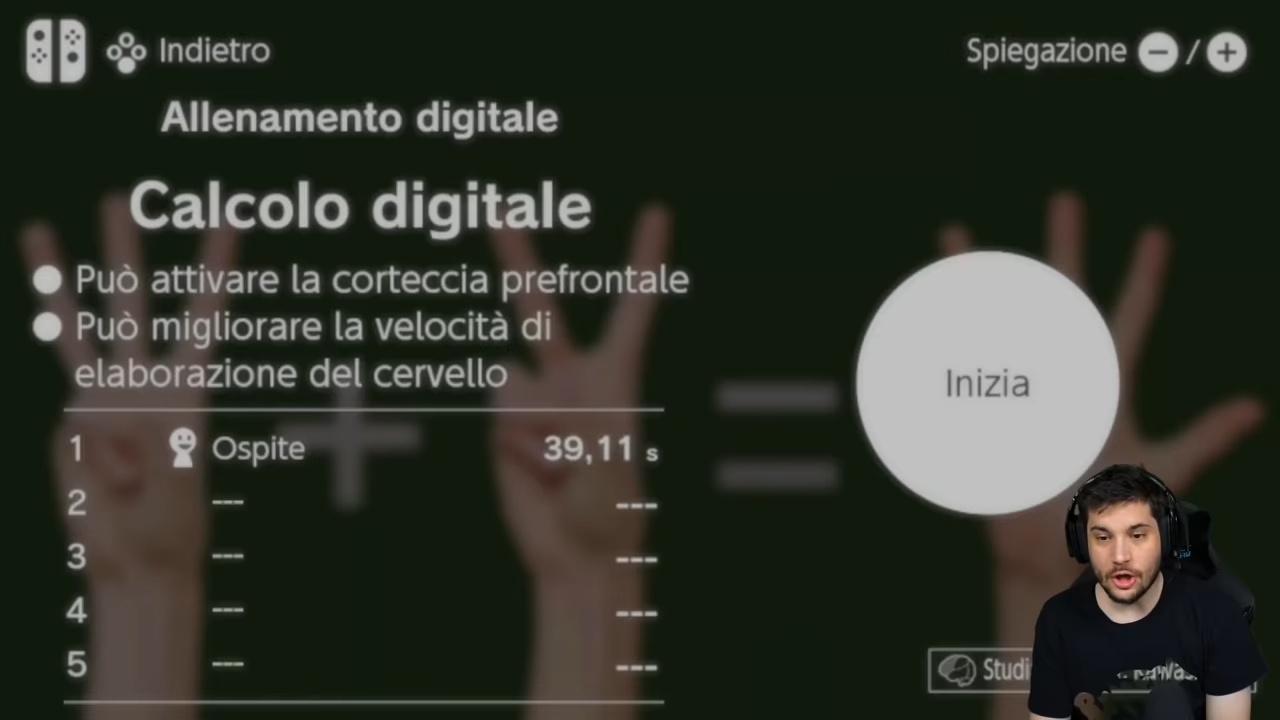 Indietro
Spiegazione - / +
Allenamento digitale
Calcolo digitale
Può attivare la corteccia prefrontale
Può migliorare la velocità di
elaborazione del cervello
Inizia
1 Ospite 39,11 s
2 --- ---
3 --- ---
4 --- ---
5 --- ---